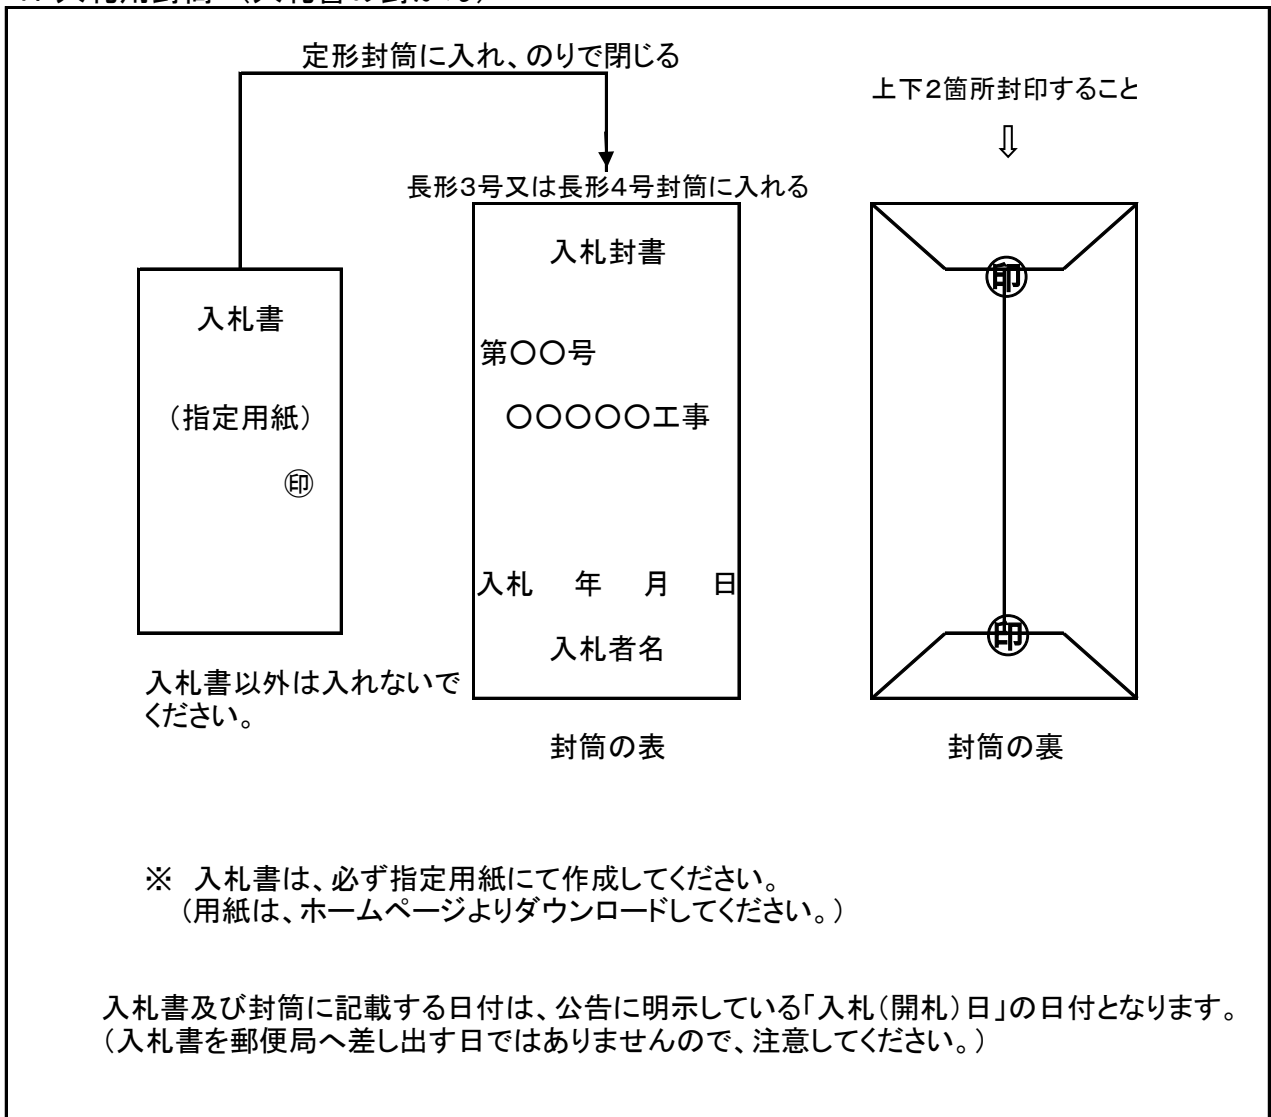 定形封筒に入れ、のりで閉じる
上下2箇所封印すること
⇩
長形3号又は長形4号封筒に入れる
入札書
(指定用紙)
㊞
入札封書
第〇〇号
〇〇〇〇〇工事
入札　年　月　日
入札者名
印
印
入札書以外は入れないで
ください。
封筒の表
封筒の裏
※　入札書は、必ず指定用紙にて作成してください。
(用紙は、ホームページよりダウンロードしてください。)
入札書及び封筒に記載する日付は、公告に明示している「入札(開札)日」の日付となります。
(入札書を郵便局へ差し出す日ではありませんので、注意してください。)